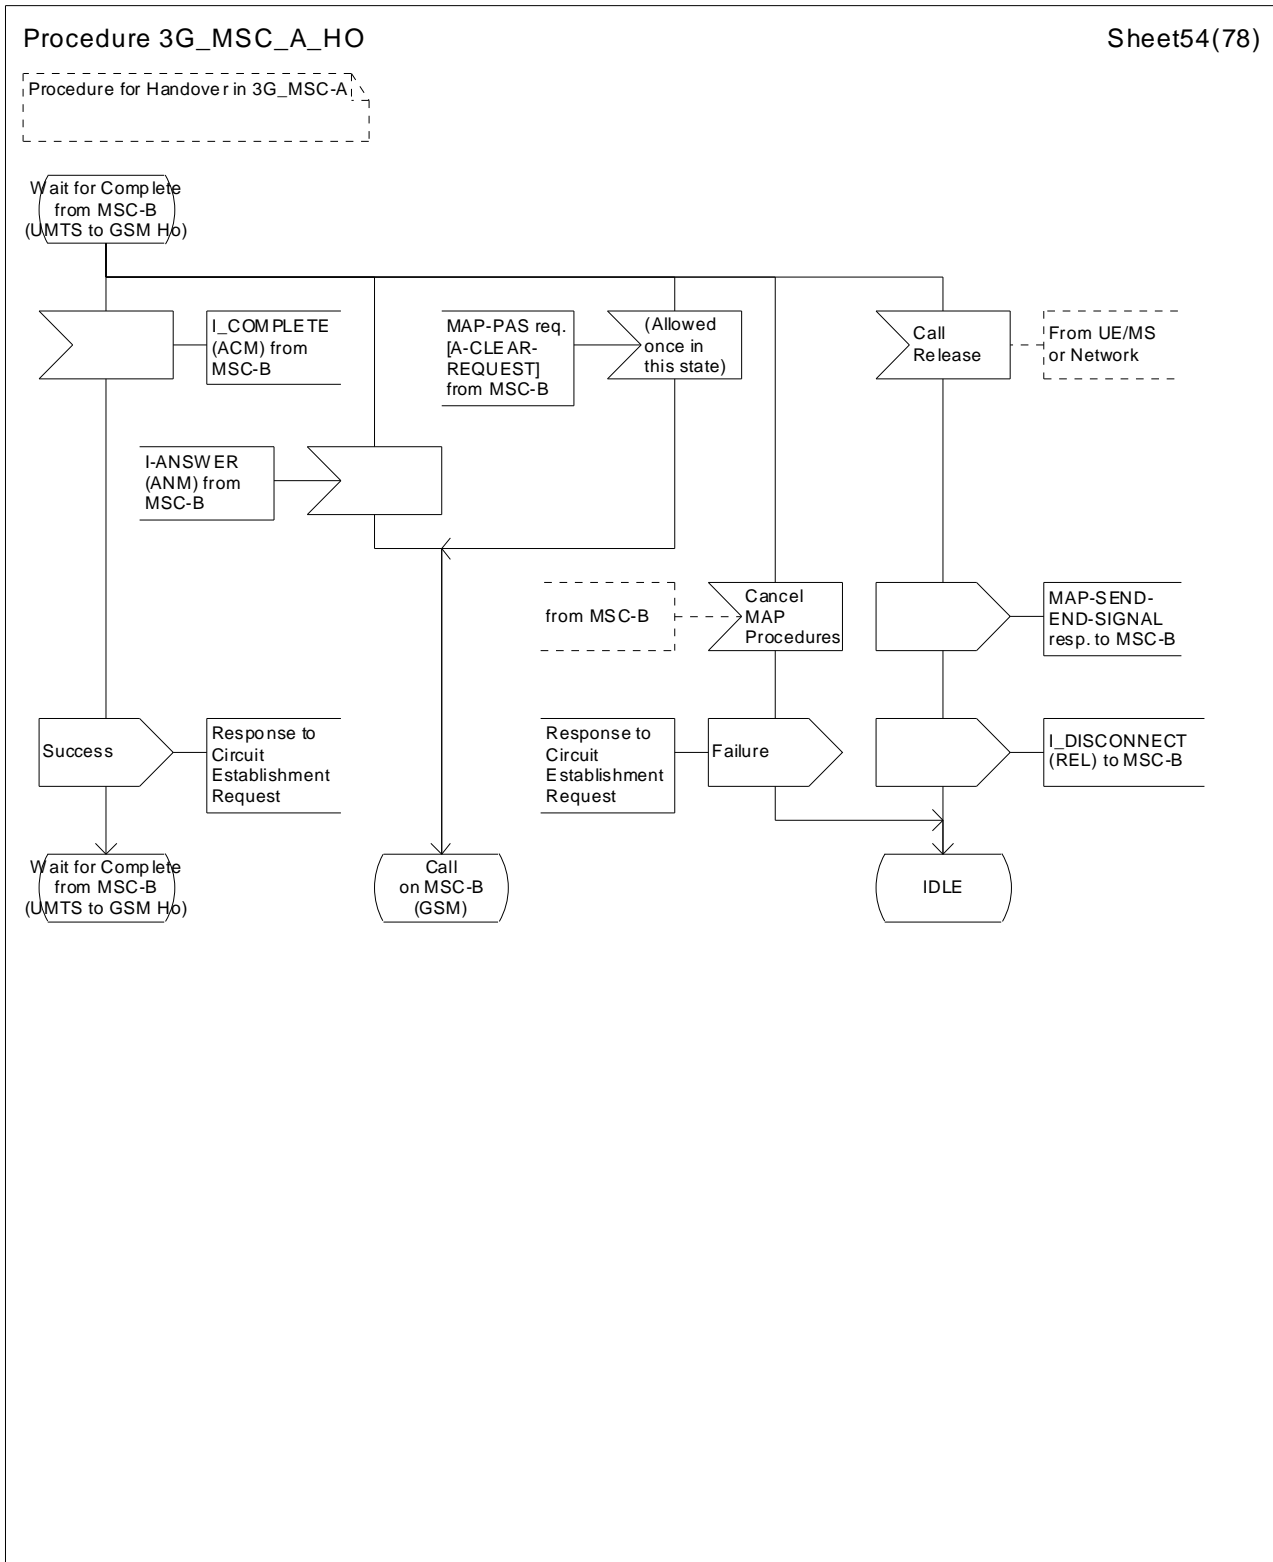 Procedure 3G_MSC_A_HO
Sheet54(78)
Procedure for Handover in 3G_MSC-A
Wait for Complete
from MSC-B
(UMTS to GSM Ho)
I_COMPLETE
(ACM) from
MSC-B
MAP-PAS req.
[A-CLEAR-
REQUEST]
from MSC-B
(Allowed
once in
this state)
Call
Release
From UE/MS
or Network
I-ANSWER
(ANM) from
MSC-B
from MSC-B
Cancel
MAP
Procedures
MAP-SEND-
END-SIGNAL
resp. to MSC-B
Success
Response to
Circuit
Establishment
Request
Response to
Circuit
Establishment
Request
Failure
I_DISCONNECT
(REL) to MSC-B
Wait for Complete
from MSC-B
(UMTS to GSM Ho)
Call
on MSC-B
(GSM)
IDLE